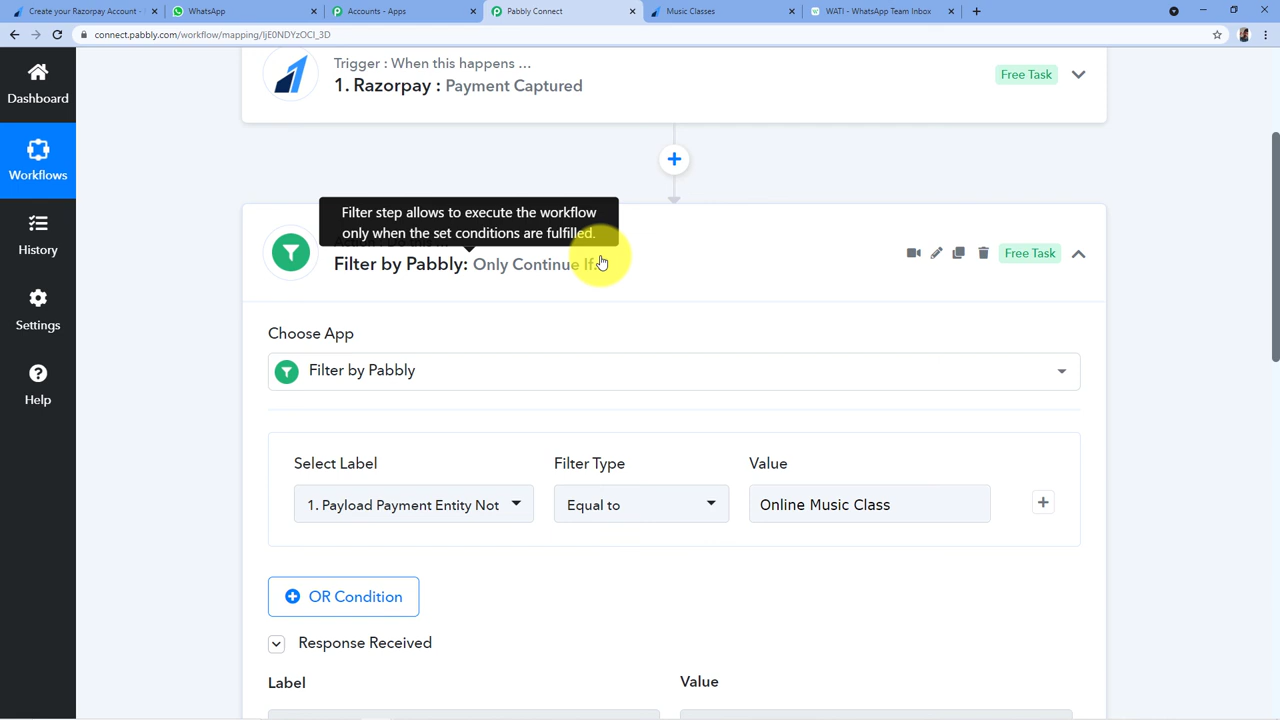 Create your Razorpay Account -
WhatsApp
Accounts - Apps
Pabbly Connect
Music Classes
WATI - WhatsApp Team Inbox
connect.pabbly.com/workflow/mapping/IjE0NDYzOCI_3D
Dashboard
Workflows
History
Settings
Help
Trigger : When this happens ...
1. Razorpay : Payment Captured
Free Task
Filter step allows to execute the workflow
only when the set conditions are fulfilled.
Filter by Pabbly: Only Continue If..
Free Task
Choose App
Filter by Pabbly
Select Label
Filter Type
Value
1. Payload Payment Entity Not
Equal to
Online Music Class
OR Condition
Response Received
Label
Value